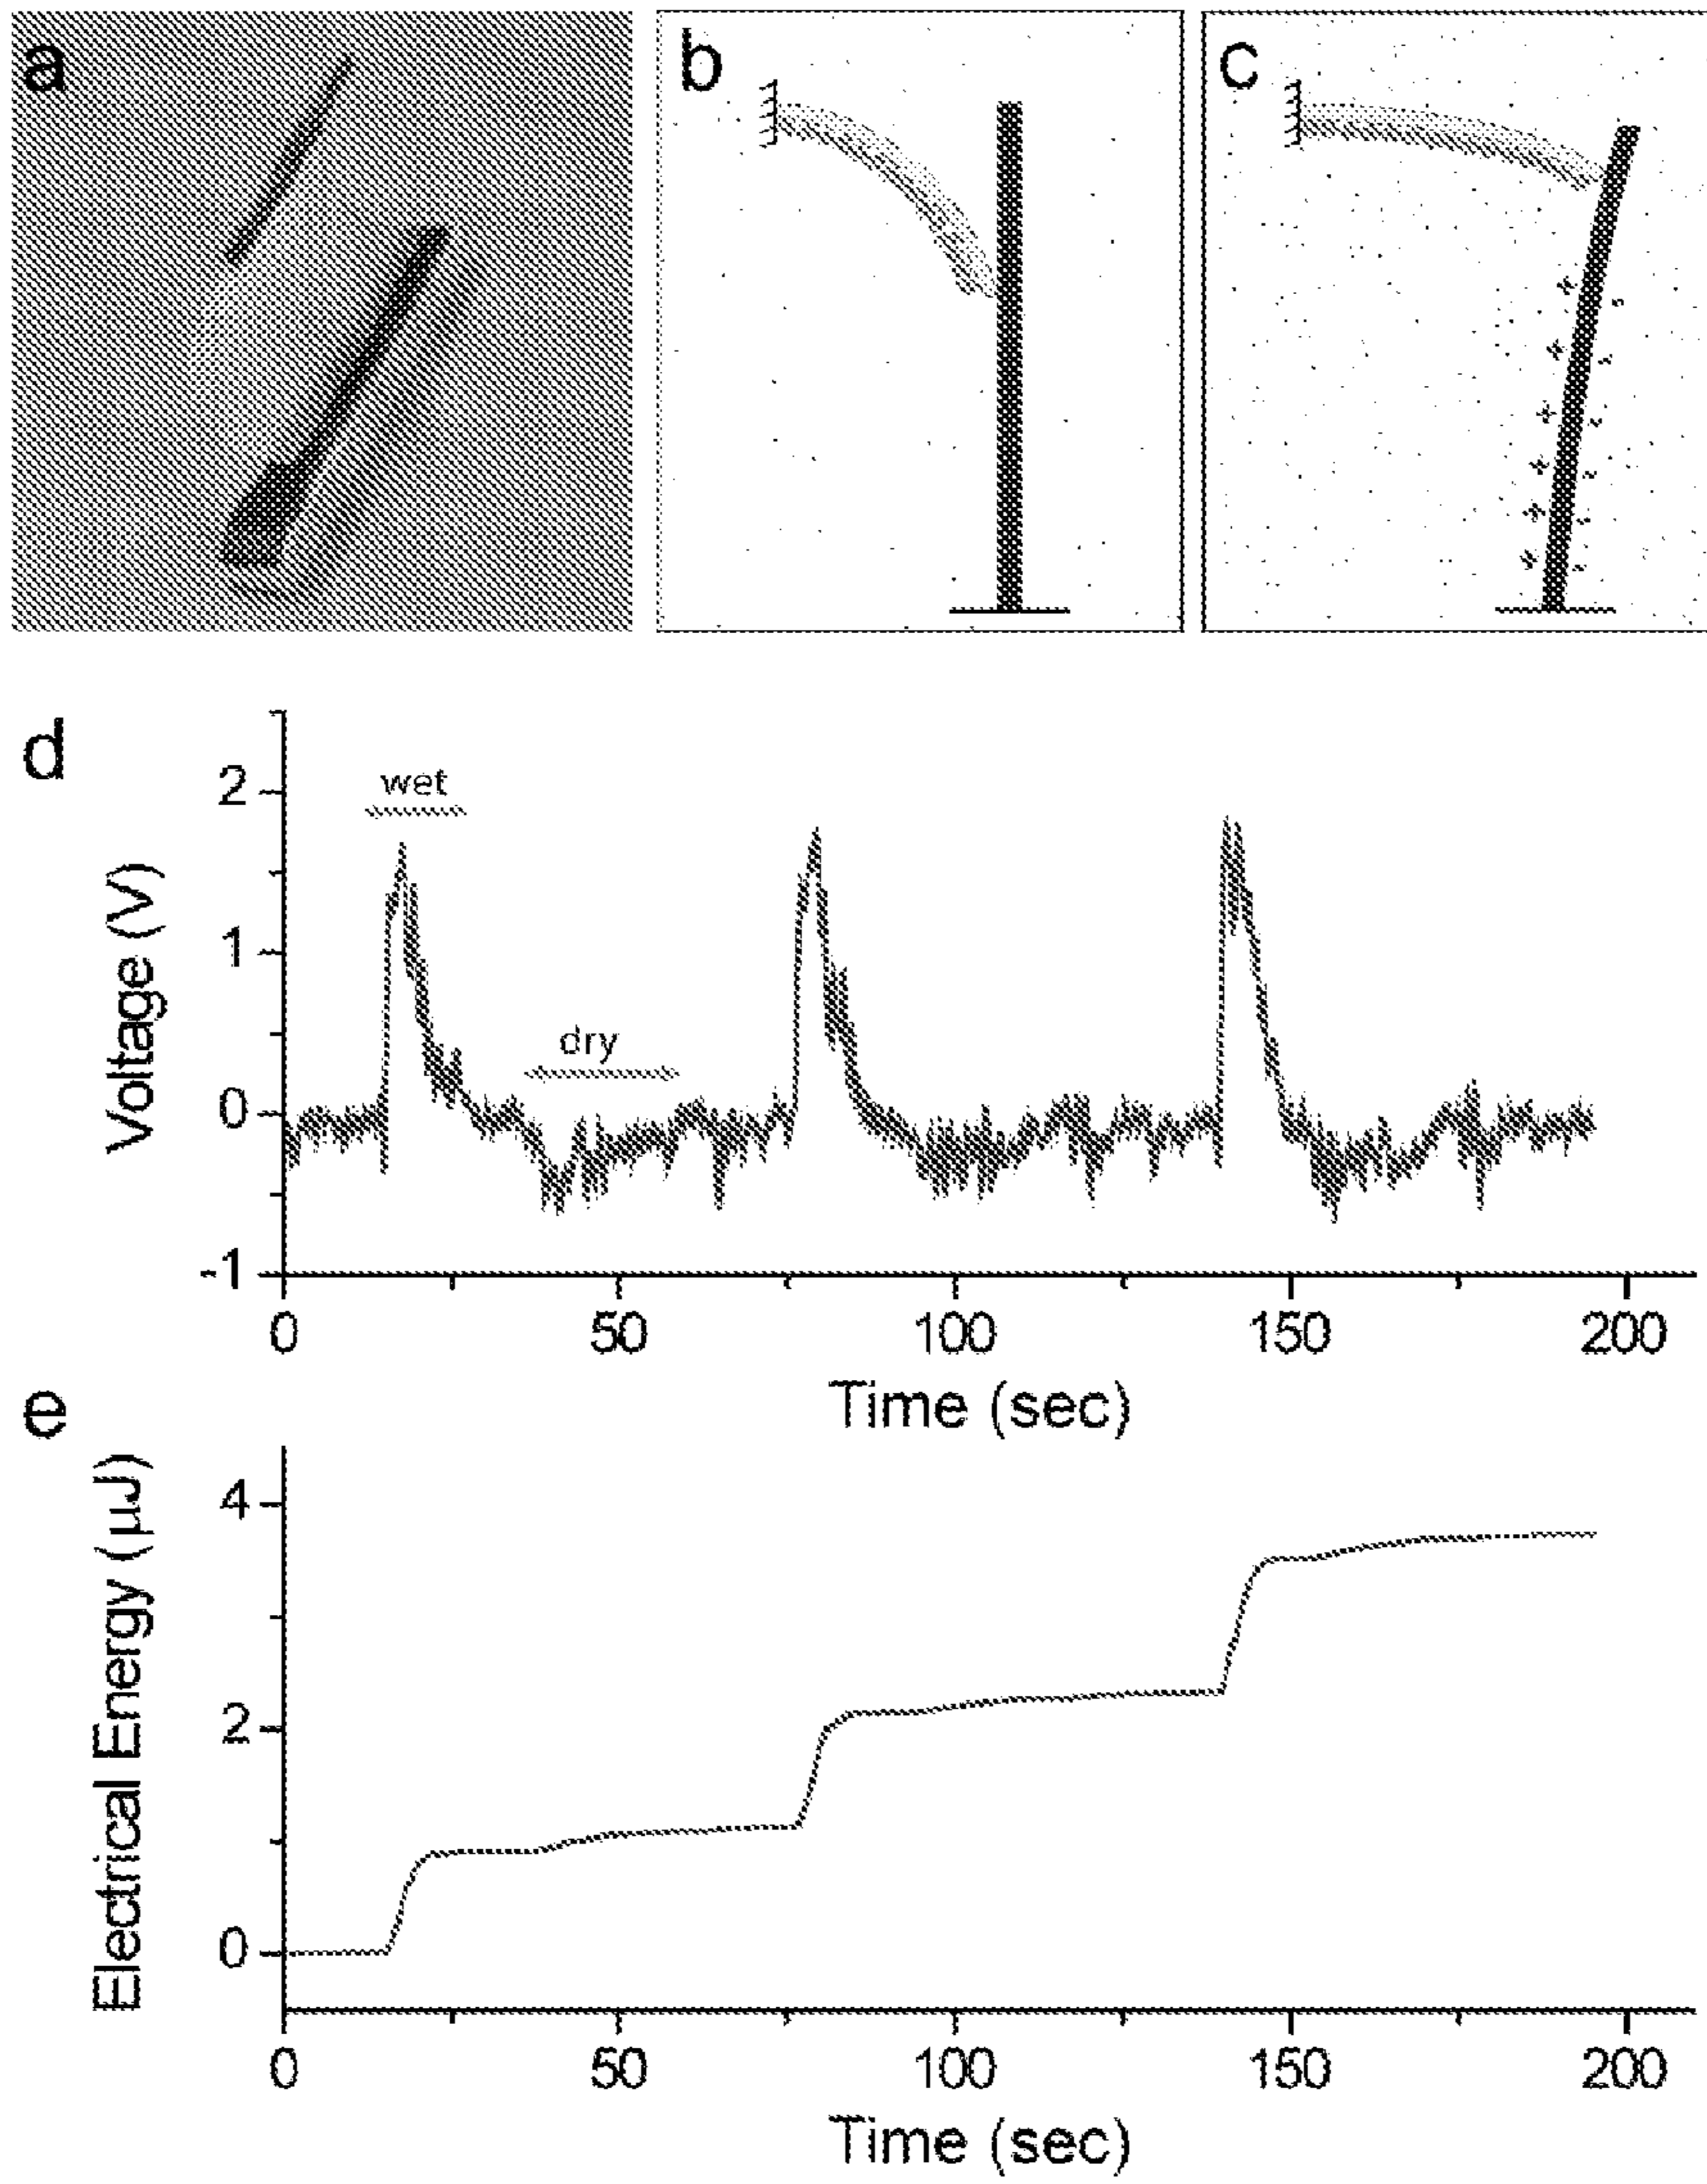 a
b
c
d
wet
dry
Voltage (V)
2
1
0
-1
0 50 100 150 200
Time (sec)
e
Electrical Energy (µJ)
4
2
0
0 50 100 150 200
Time (sec)